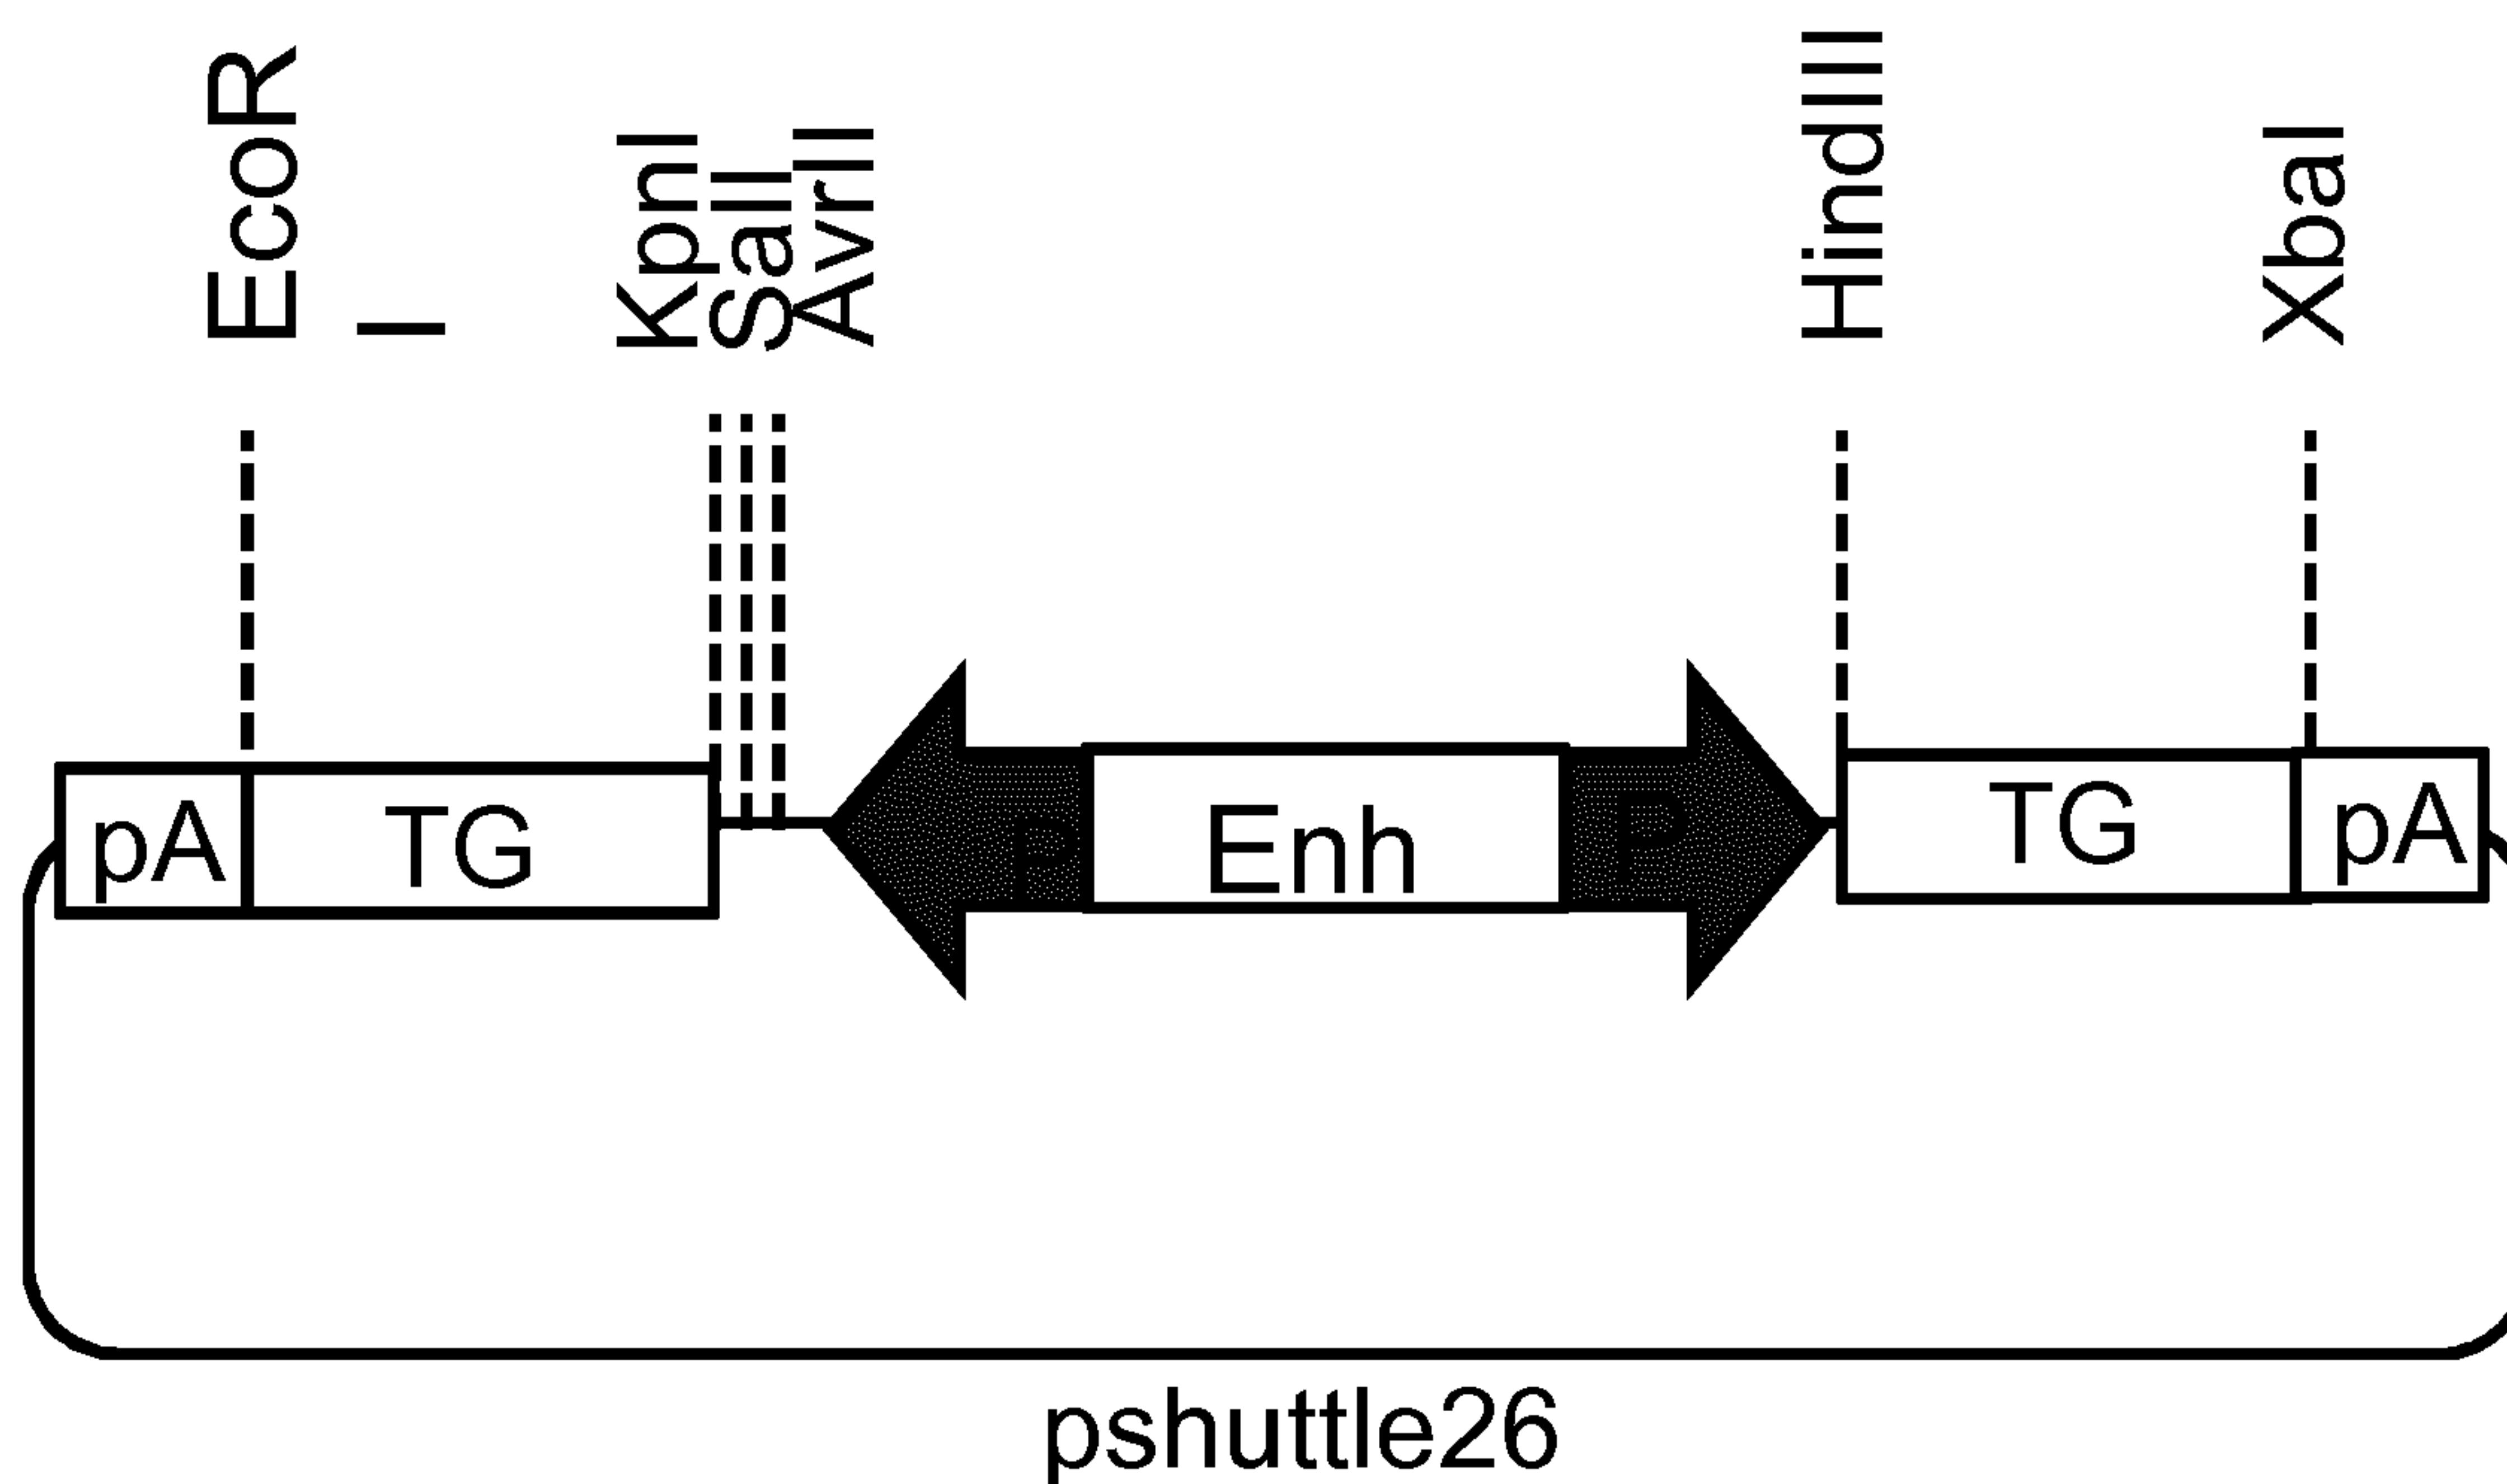 EcoR
I
KpnI
SalI
AvrII
HindIII
XbaI
pA
TG
P
Enh
P
TG
pA
pshuttle26